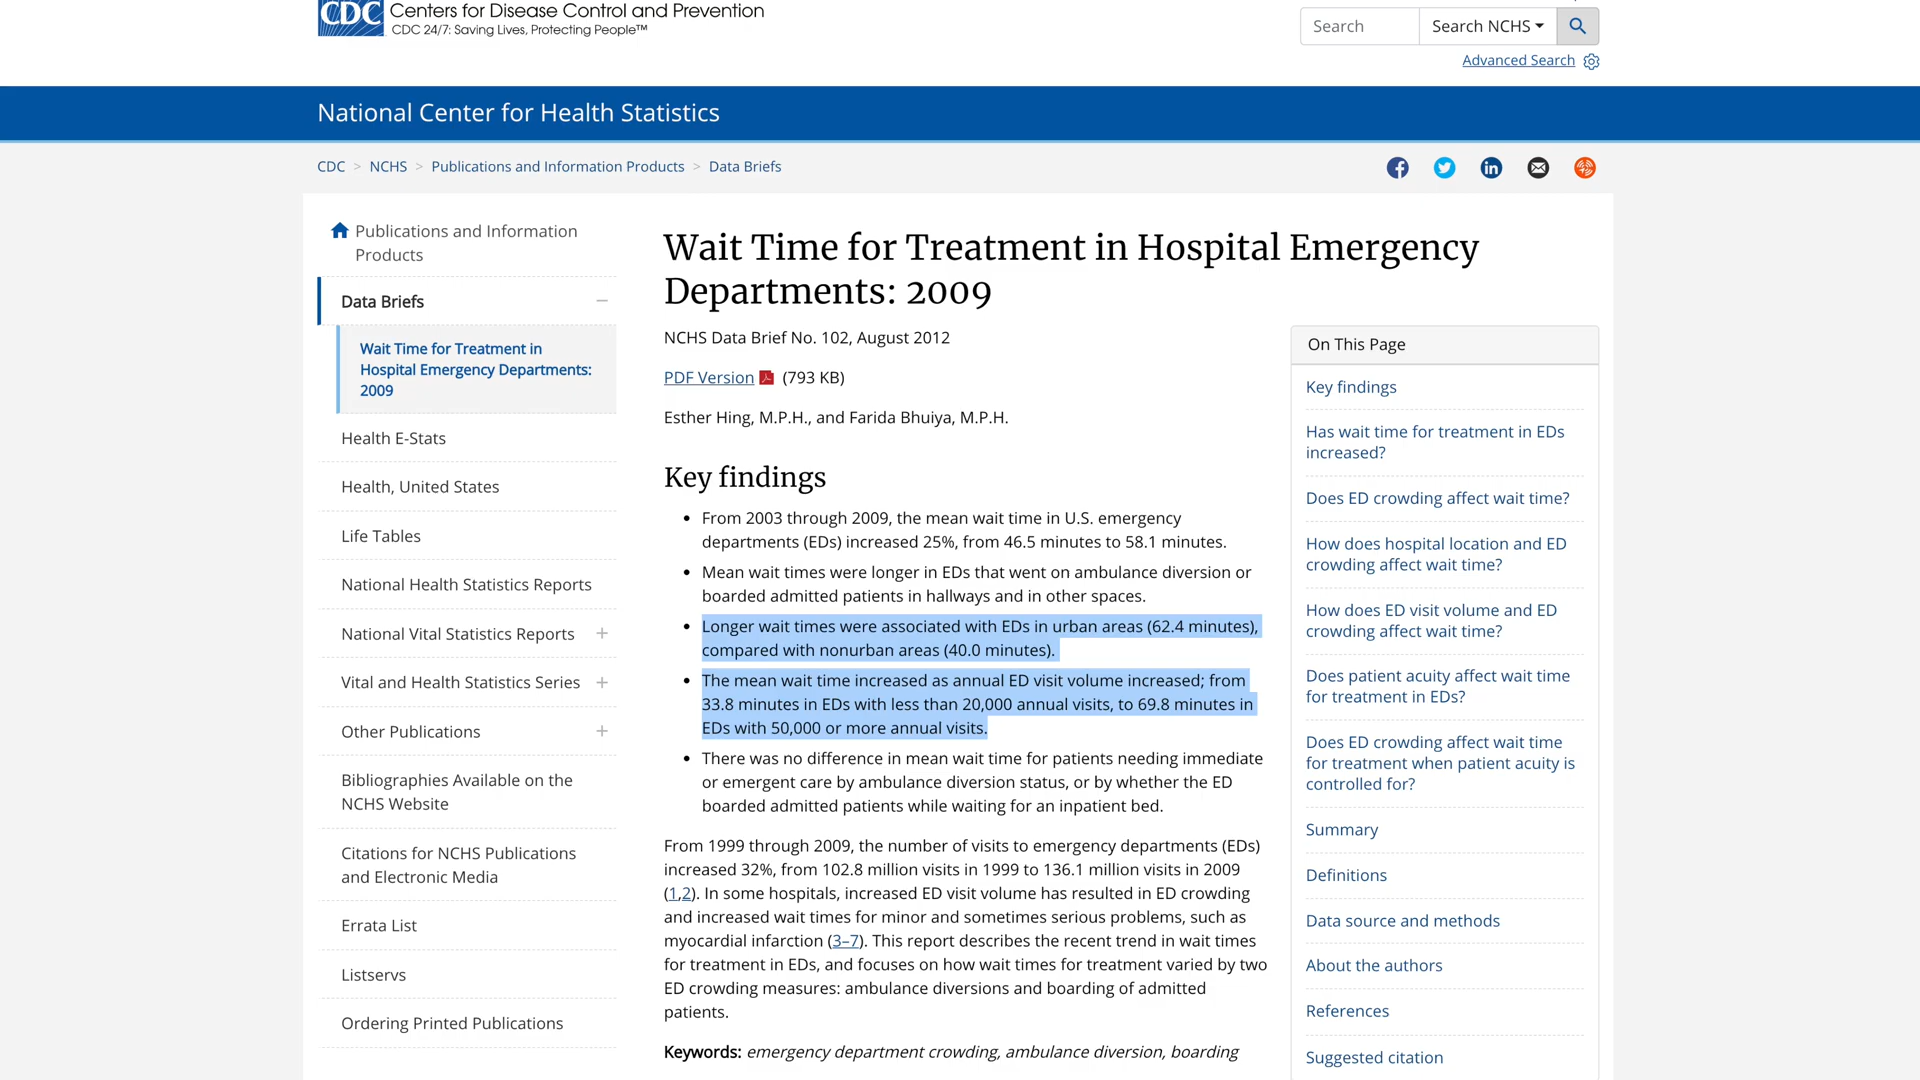 CDC Centers for Disease Control and Prevention
CDC 24/7: Saving Lives, Protecting People™
Search
Search NCHS
Advanced Search
National Center for Health Statistics
CDC > NCHS > Publications and Information Products > Data Briefs
Publications and Information
Products
Data Briefs
Wait Time for Treatment in
Hospital Emergency Departments:
2009
Health E-Stats
Health, United States
Life Tables
National Health Statistics Reports
National Vital Statistics Reports
Vital and Health Statistics Series
Other Publications
Bibliographies Available on the
NCHS Website
Citations for NCHS Publications
and Electronic Media
Errata List
Listservs
Ordering Printed Publications
Wait Time for Treatment in Hospital Emergency
Departments: 2009
NCHS Data Brief No. 102, August 2012
PDF Version (793 KB)
Esther Hing, M.P.H., and Farida Bhuiya, M.P.H.
Key findings
• From 2003 through 2009, the mean wait time in U.S. emergency
departments (EDs) increased 25%, from 46.5 minutes to 58.1 minutes.
• Mean wait times were longer in EDs that went on ambulance diversion or
boarded admitted patients in hallways and in other spaces.
• Longer wait times were associated with EDs in urban areas (62.4 minutes),
compared with nonurban areas (40.0 minutes).
• The mean wait time increased as annual ED visit volume increased; from
33.8 minutes in EDs with less than 20,000 annual visits, to 69.8 minutes in
EDs with 50,000 or more annual visits.
• There was no difference in mean wait time for patients needing immediate
or emergent care by ambulance diversion status, or by whether the ED
boarded admitted patients while waiting for an inpatient bed.
From 1999 through 2009, the number of visits to emergency departments (EDs)
increased 32%, from 102.8 million visits in 1999 to 136.1 million visits in 2009
(1,2). In some hospitals, increased ED visit volume has resulted in ED crowding
and increased wait times for minor and sometimes serious problems, such as
myocardial infarction (3–7). This report describes the recent trend in wait times
for treatment in EDs, and focuses on how wait times for treatment varied by two
ED crowding measures: ambulance diversions and boarding of admitted
patients.
Keywords: emergency department crowding, ambulance diversion, boarding
On This Page
Key findings
Has wait time for treatment in EDs
increased?
Does ED crowding affect wait time?
How does hospital location and ED
crowding affect wait time?
How does ED visit volume and ED
crowding affect wait time?
Does patient acuity affect wait time
for treatment in EDs?
Does ED crowding affect wait time
for treatment when patient acuity is
controlled for?
Summary
Definitions
Data source and methods
About the authors
References
Suggested citation